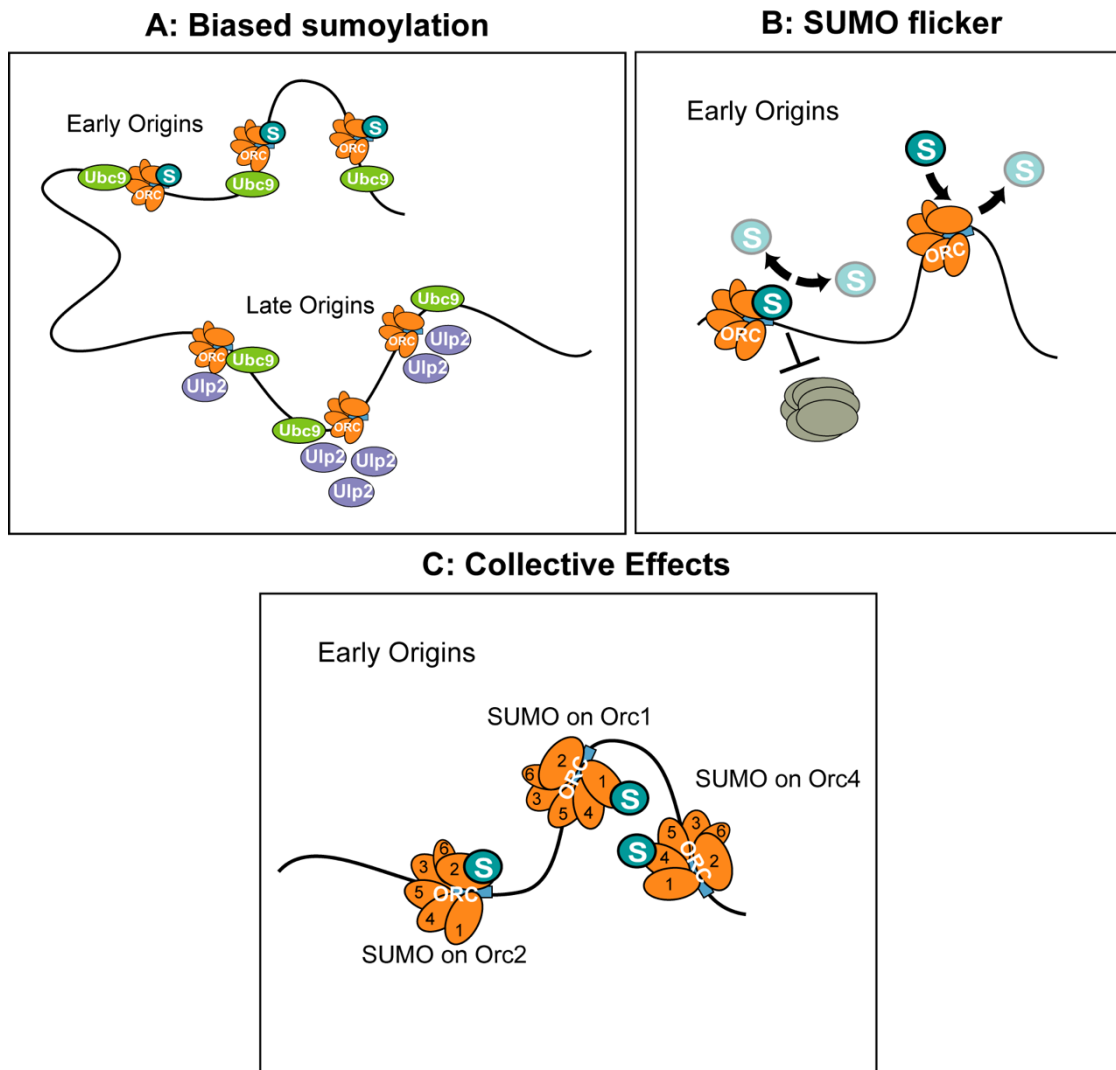 A: Biased sumoylation
Early Origins
S
S
ORC
ORC
Ubc9
S
Ubc9
Ubc9
ORC
Late Origins
Ubc9
ORC
Ubc9
Ulp2
Ulp2
Ulp2
ORC
Ubc9
Ulp2
Ulp2
Ulp2
B: SUMO flicker
Early Origins
S
S
ORC
S
S
S
ORC
C: Collective Effects
Early Origins
SUMO on Orc1
2
6
ORC
1
3
S
5
4
SUMO on Orc4
3
5
6
S
4
ORC
2
1
6
3
2
S
5
ORC
4
1
SUMO on Orc2